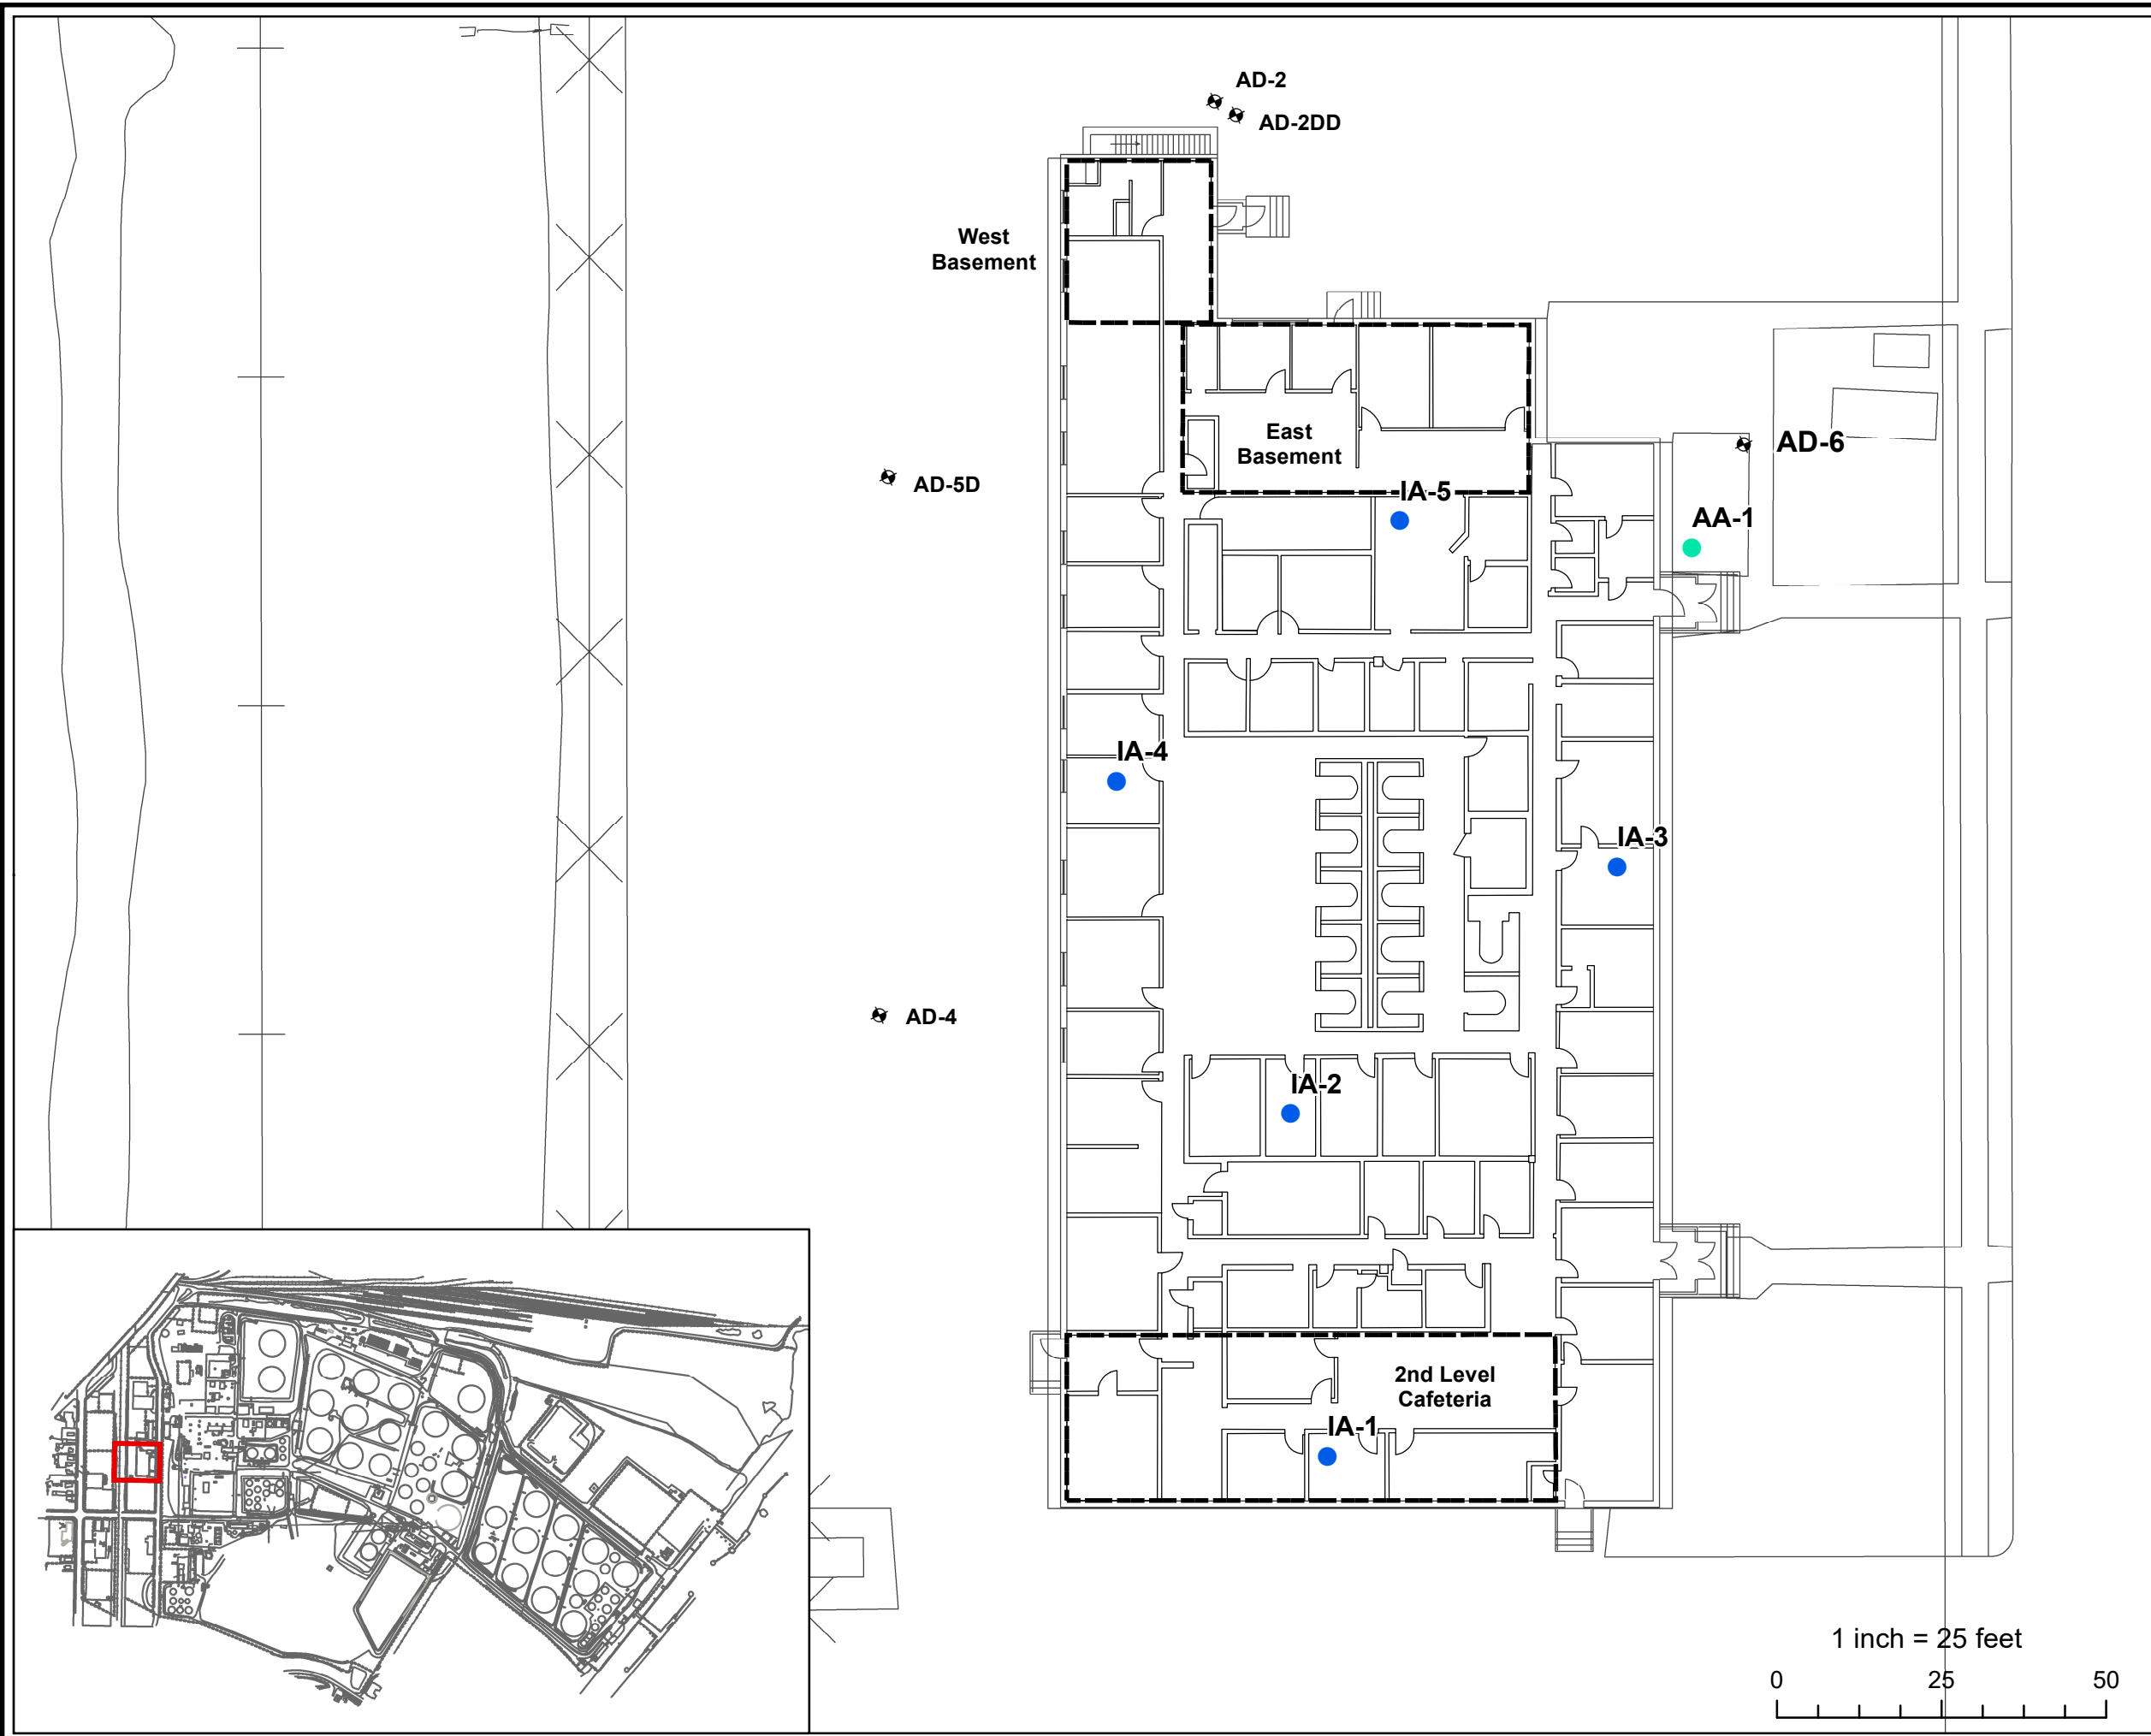 AD-2
AD-2DD
West
Basement
East
Basement
AD-6
AD-5D
IA-5
AA-1
IA-4
IA-3
AD-4
IA-2
2nd Level
Cafeteria
IA-1
1 inch = 25 feet
0 25 50